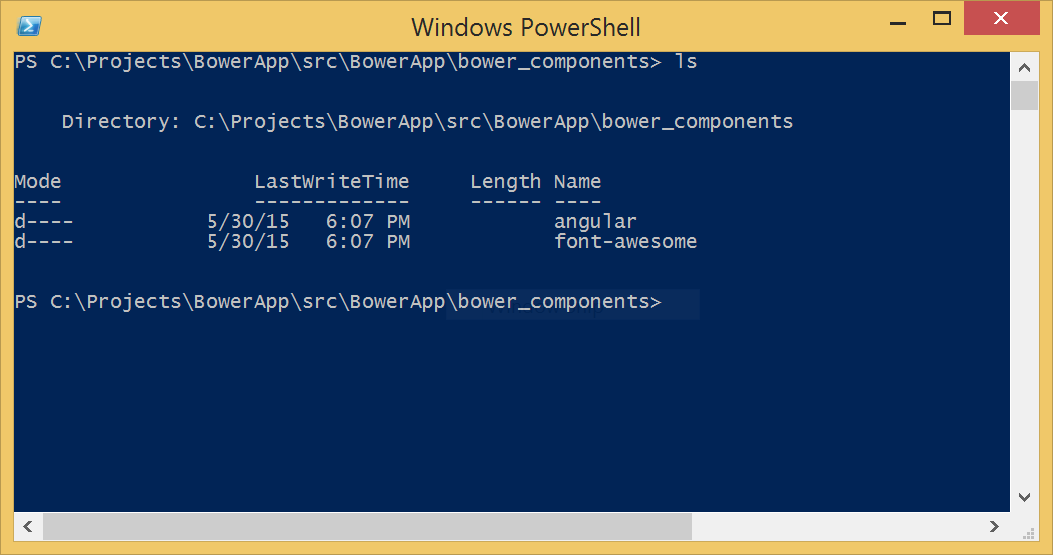 Windows PowerShell
PS C:\Projects\BowerApp\src\BowerApp\bower_components> ls
Directory: C:\Projects\BowerApp\src\BowerApp\bower_components
Mode                LastWriteTime     Length Name
----                -------------     ------ ----
d----           5/30/15   6:07 PM            angular
d----           5/30/15   6:07 PM            font-awesome
PS C:\Projects\BowerApp\src\BowerApp\bower_components>